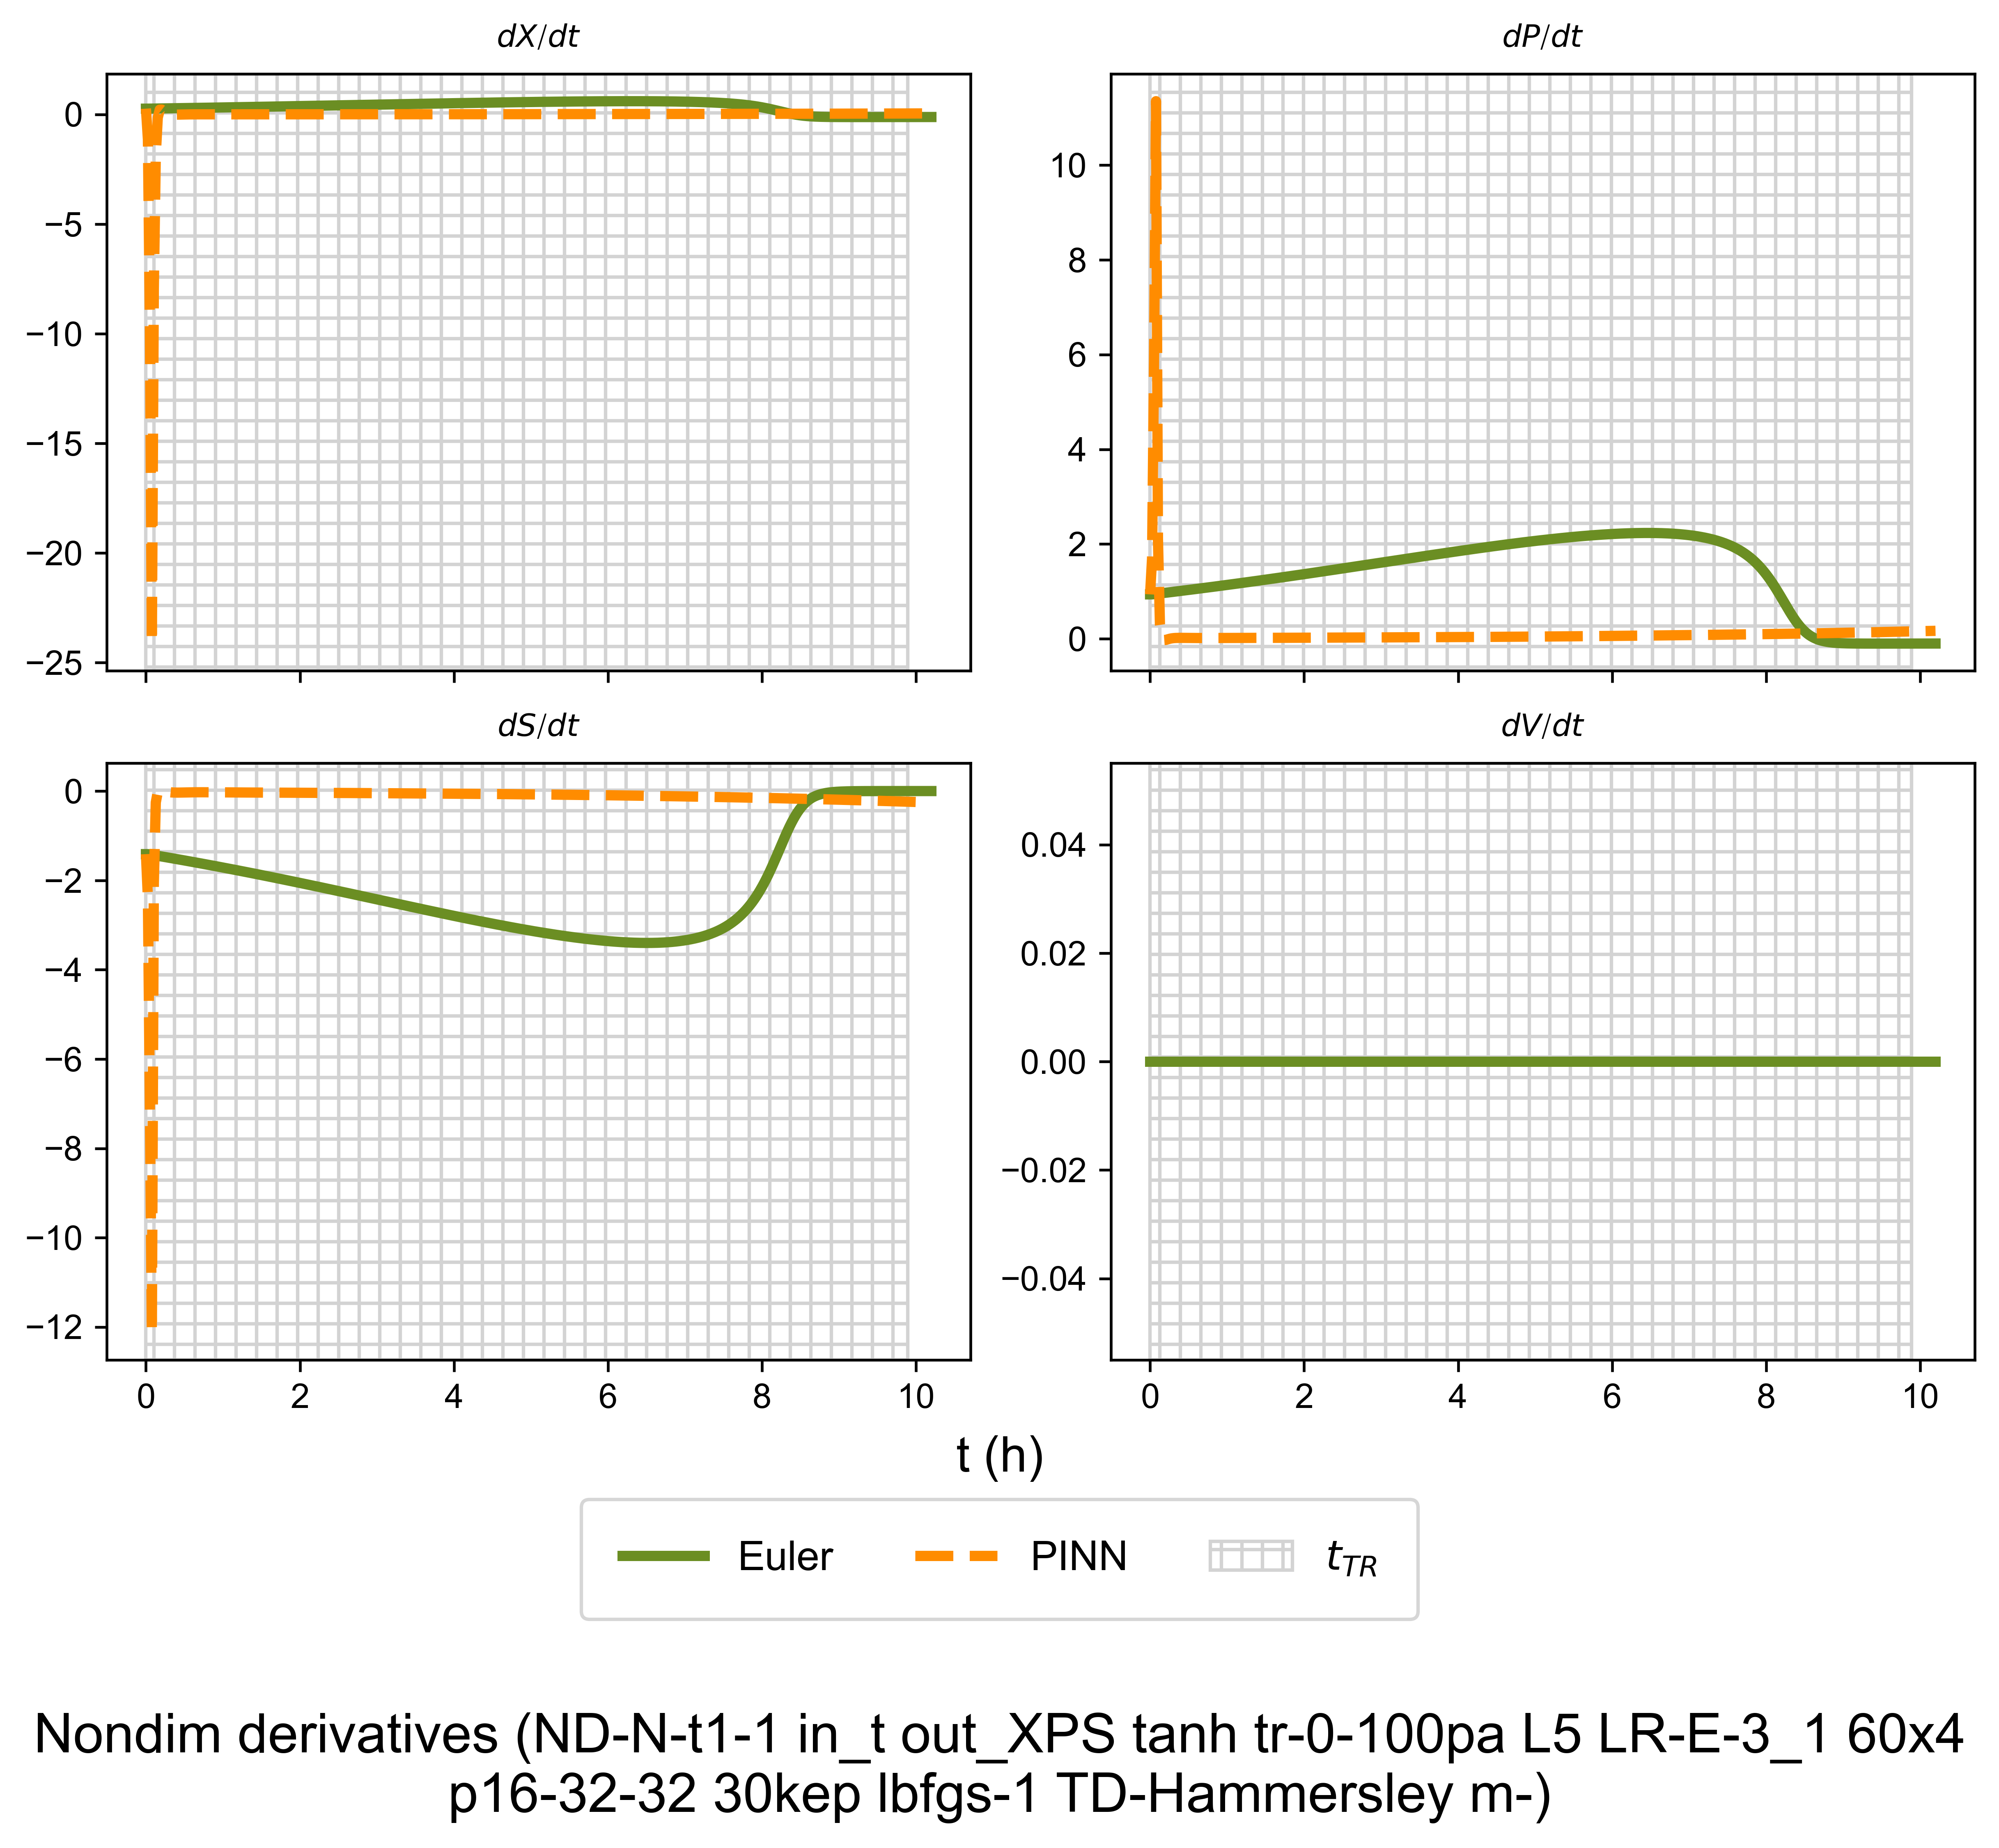 dX/dt
dP/dt
0
−5
−10
−15
−20
−25
10
8
6
4
2
0
dS/dt
dV/dt
0
−2
−4
−6
−8
−10
−12
0.04
0.02
0.00
−0.02
−0.04
0 2 4 6 8 10
0 2 4 6 8 10
t (h)
Euler PINN t_TR
Nondim derivatives (ND-N-t1-1 in_t out_XPS tanh tr-0-100pa L5 LR-E-3_1 60x4
p16-32-32 30kep lbfgs-1 TD-Hammersley m-)